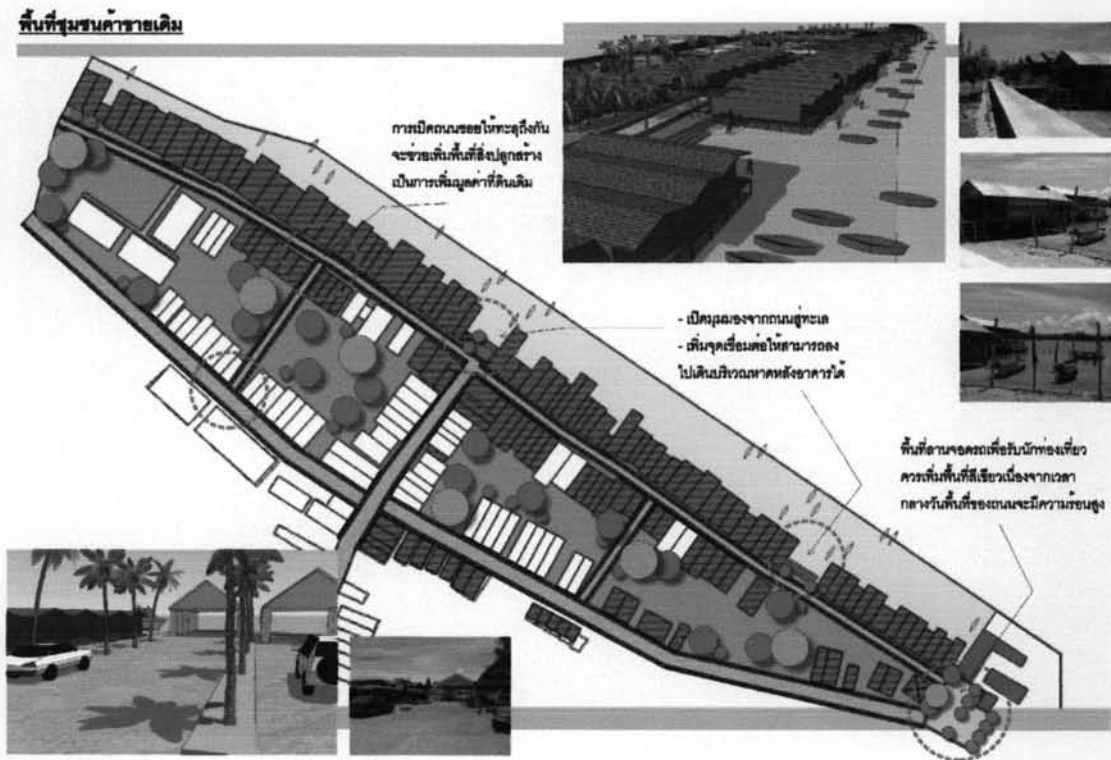 พื้นที่ชุมชนค้าขายเดิม
การเปิดถนนซอยให้ทะลุถึงกัน
จะช่วยเพิ่มพื้นที่สิ่งปลูกสร้าง
เป็นการเพิ่มมูลค่าที่ดินเดิม
- เปิดมุมมองจากถนนสู่ทะเล
- เพิ่มจุดเชื่อมต่อให้สามารถลง
ไปเดินบริเวณหาดหลังอาคารได้
พื้นที่ลานจอดรถเพื่อรับนักท่องเที่ยว
ควรเพิ่มพื้นที่สีเขียวเนื่องจากเวลา
กลางวันพื้นที่ของถนนจะมีความร้อนสูง